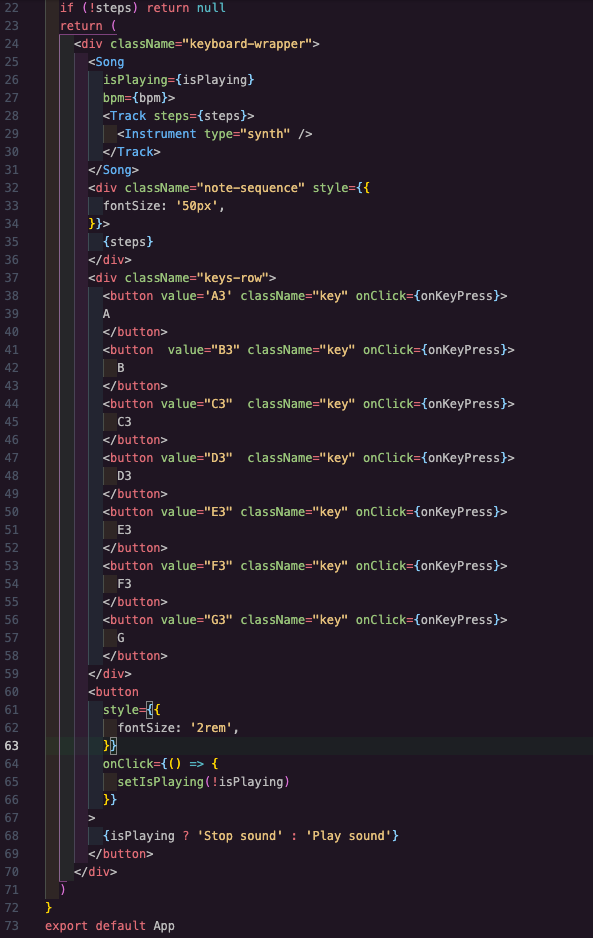 22 if (!steps) return null
23 return (
24 <div className="keyboard-wrapper">
25 <Song
26 isPlaying={isPlaying}
27 bpm={bpm}>
28 <Track steps={steps}>
29 <Instrument type="synth" />
30 </Track>
31 </Song>
32 <div className="note-sequence" style={{
33 fontSize: '50px',
34 }}>
35 {steps}
36 </div>
37 <div className="keys-row">
38 <button value='A3' className="key" onClick={onKeyPress}>
39 A
40 </button>
41 <button  value="B3" className="key" onClick={onKeyPress}>
42 B
43 </button>
44 <button value="C3"  className="key" onClick={onKeyPress}>
45 C3
46 </button>
47 <button value="D3"  className="key" onClick={onKeyPress}>
48 D3
49 </button>
50 <button value="E3" className="key" onClick={onKeyPress}>
51 E3
52 </button>
53 <button value="F3" className="key" onClick={onKeyPress}>
54 F3
55 </button>
56 <button value="G3" className="key" onClick={onKeyPress}>
57 G
58 </button>
59 </div>
60 <button
61 style={{
62 fontSize: '2rem',
63 }}
64 onClick={() => {
65 setIsPlaying(!isPlaying)
66 }}
67 >
68 {isPlaying ? 'Stop sound' : 'Play sound'}
69 </button>
70 </div>
71 )
72 }
73 export default App